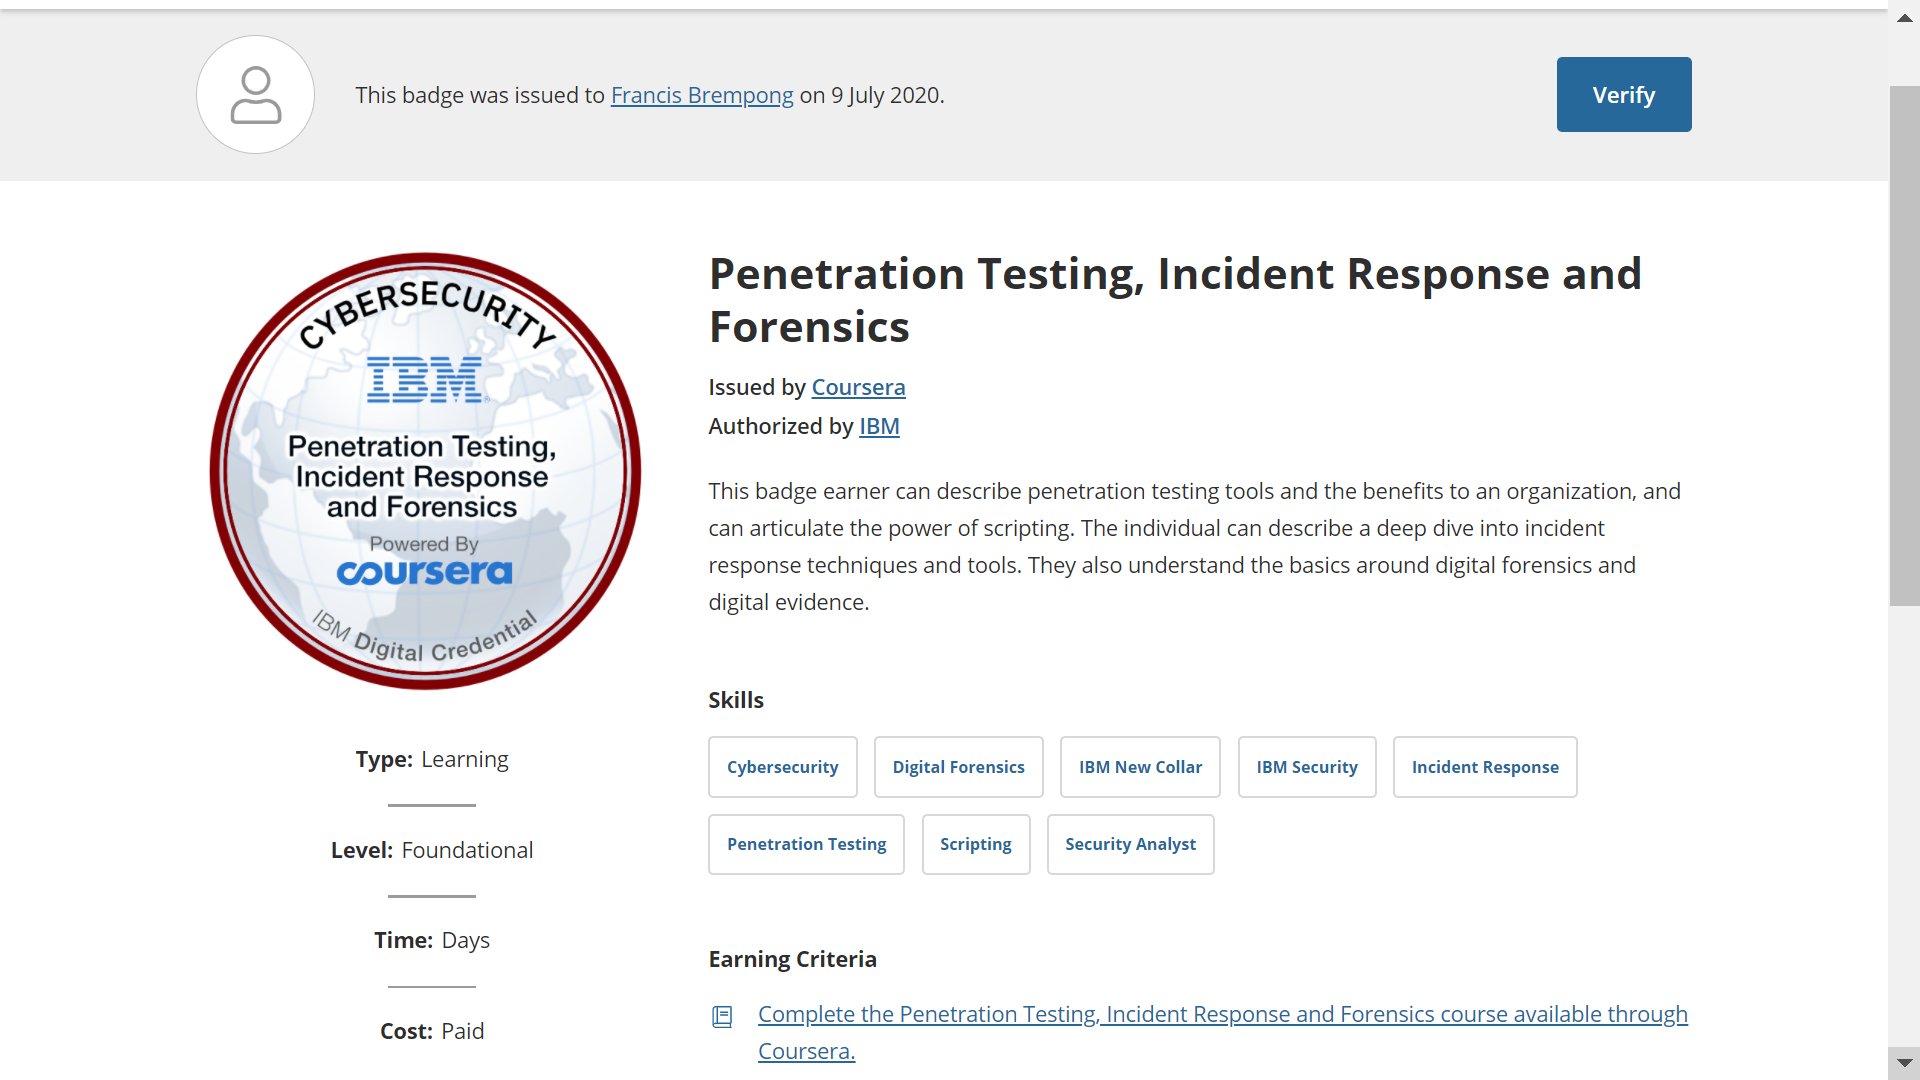 This badge was issued to Francis Brempong on 9 July 2020.
Verify
CYBERSECURITY
IBM
Penetration Testing,
Incident Response
and Forensics
Powered By
coursera
IBM Digital Credential
Type: Learning
Level: Foundational
Time: Days
Cost: Paid
Penetration Testing, Incident Response and
Forensics
Issued by Coursera
Authorized by IBM
This badge earner can describe penetration testing tools and the benefits to an organization, and
can articulate the power of scripting. The individual can describe a deep dive into incident
response techniques and tools. They also understand the basics around digital forensics and
digital evidence.
Skills
Cybersecurity Digital Forensics IBM New Collar IBM Security Incident Response
Penetration Testing Scripting Security Analyst
Earning Criteria
Complete the Penetration Testing, Incident Response and Forensics course available through
Coursera.